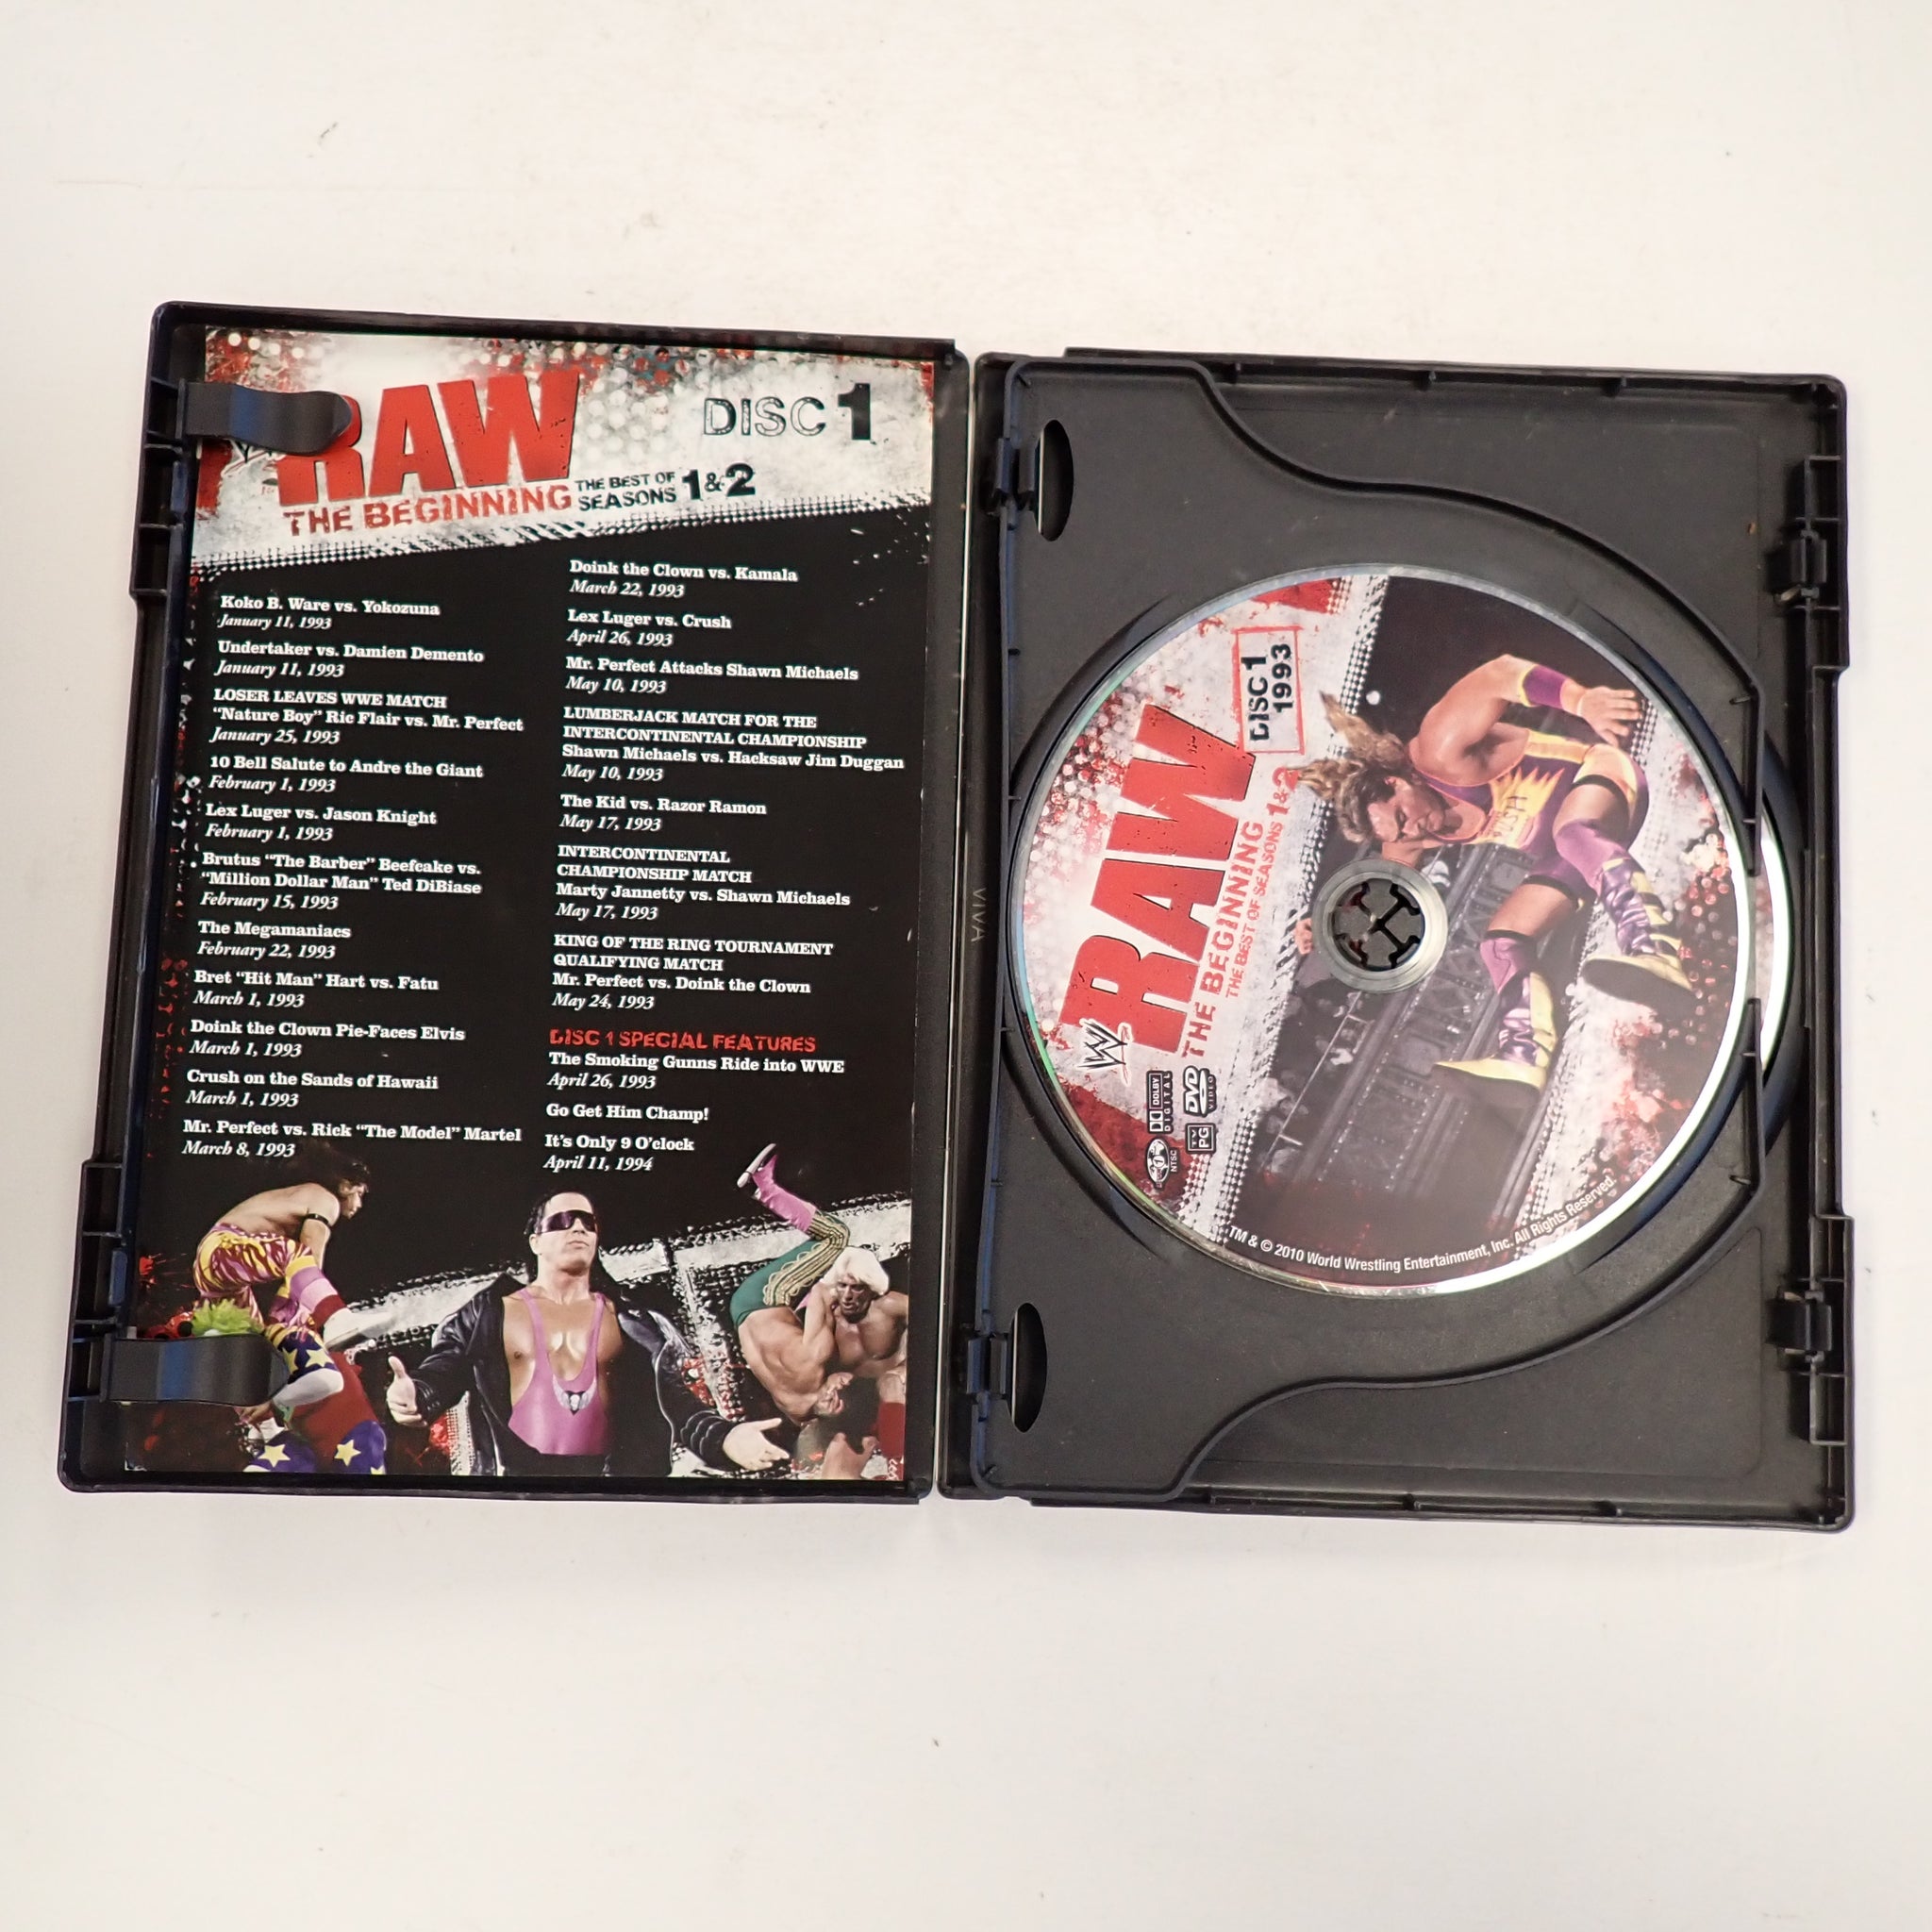 RAW
THE BEGINNING
THE BEST OF
SEASONS 1&2
DISC 1
Koko B. Ware vs. Yokozuna
January 11, 1993
Undertaker vs. Damien Demento
January 11, 1993
LOSER LEAVES WWE MATCH
“Nature Boy” Ric Flair vs. Mr. Perfect
January 25, 1993
10 Bell Salute to Andre the Giant
February 1, 1993
Lex Luger vs. Jason Knight
February 1, 1993
Brutus “The Barber” Beefcake vs.
“Million Dollar Man” Ted DiBiase
February 15, 1993
The Megamaniacs
February 22, 1993
Bret “Hit Man” Hart vs. Fatu
March 1, 1993
Doink the Clown Pie-Faces Elvis
March 1, 1993
Crush on the Sands of Hawaii
March 1, 1993
Mr. Perfect vs. Rick “The Model” Martel
March 8, 1993
Doink the Clown vs. Kamala
March 22, 1993
Lex Luger vs. Crush
April 26, 1993
Mr. Perfect Attacks Shawn Michaels
May 10, 1993
LUMBERJACK MATCH FOR THE
INTERCONTINENTAL CHAMPIONSHIP
Shawn Michaels vs. Hacksaw Jim Duggan
May 10, 1993
The Kid vs. Razor Ramon
May 17, 1993
INTERCONTINENTAL
CHAMPIONSHIP MATCH
Marty Jannetty vs. Shawn Michaels
May 17, 1993
KING OF THE RING TOURNAMENT
QUALIFYING MATCH
Mr. Perfect vs. Doink the Clown
May 24, 1993
DISC 1 SPECIAL FEATURES
The Smoking Gunns Ride into WWE
April 26, 1993
Go Get Him Champ!
It’s Only 9 O’clock
April 11, 1994
VIVA
W RAW
THE BEGINNING
THE BEST OF SEASONS 1&2
DISC 1
1993
DOLBY
DIGITAL
DVD
VIDEO
1
NTSC
TV
PG
TM & © 2010 World Wrestling Entertainment, Inc. All Rights Reserved.